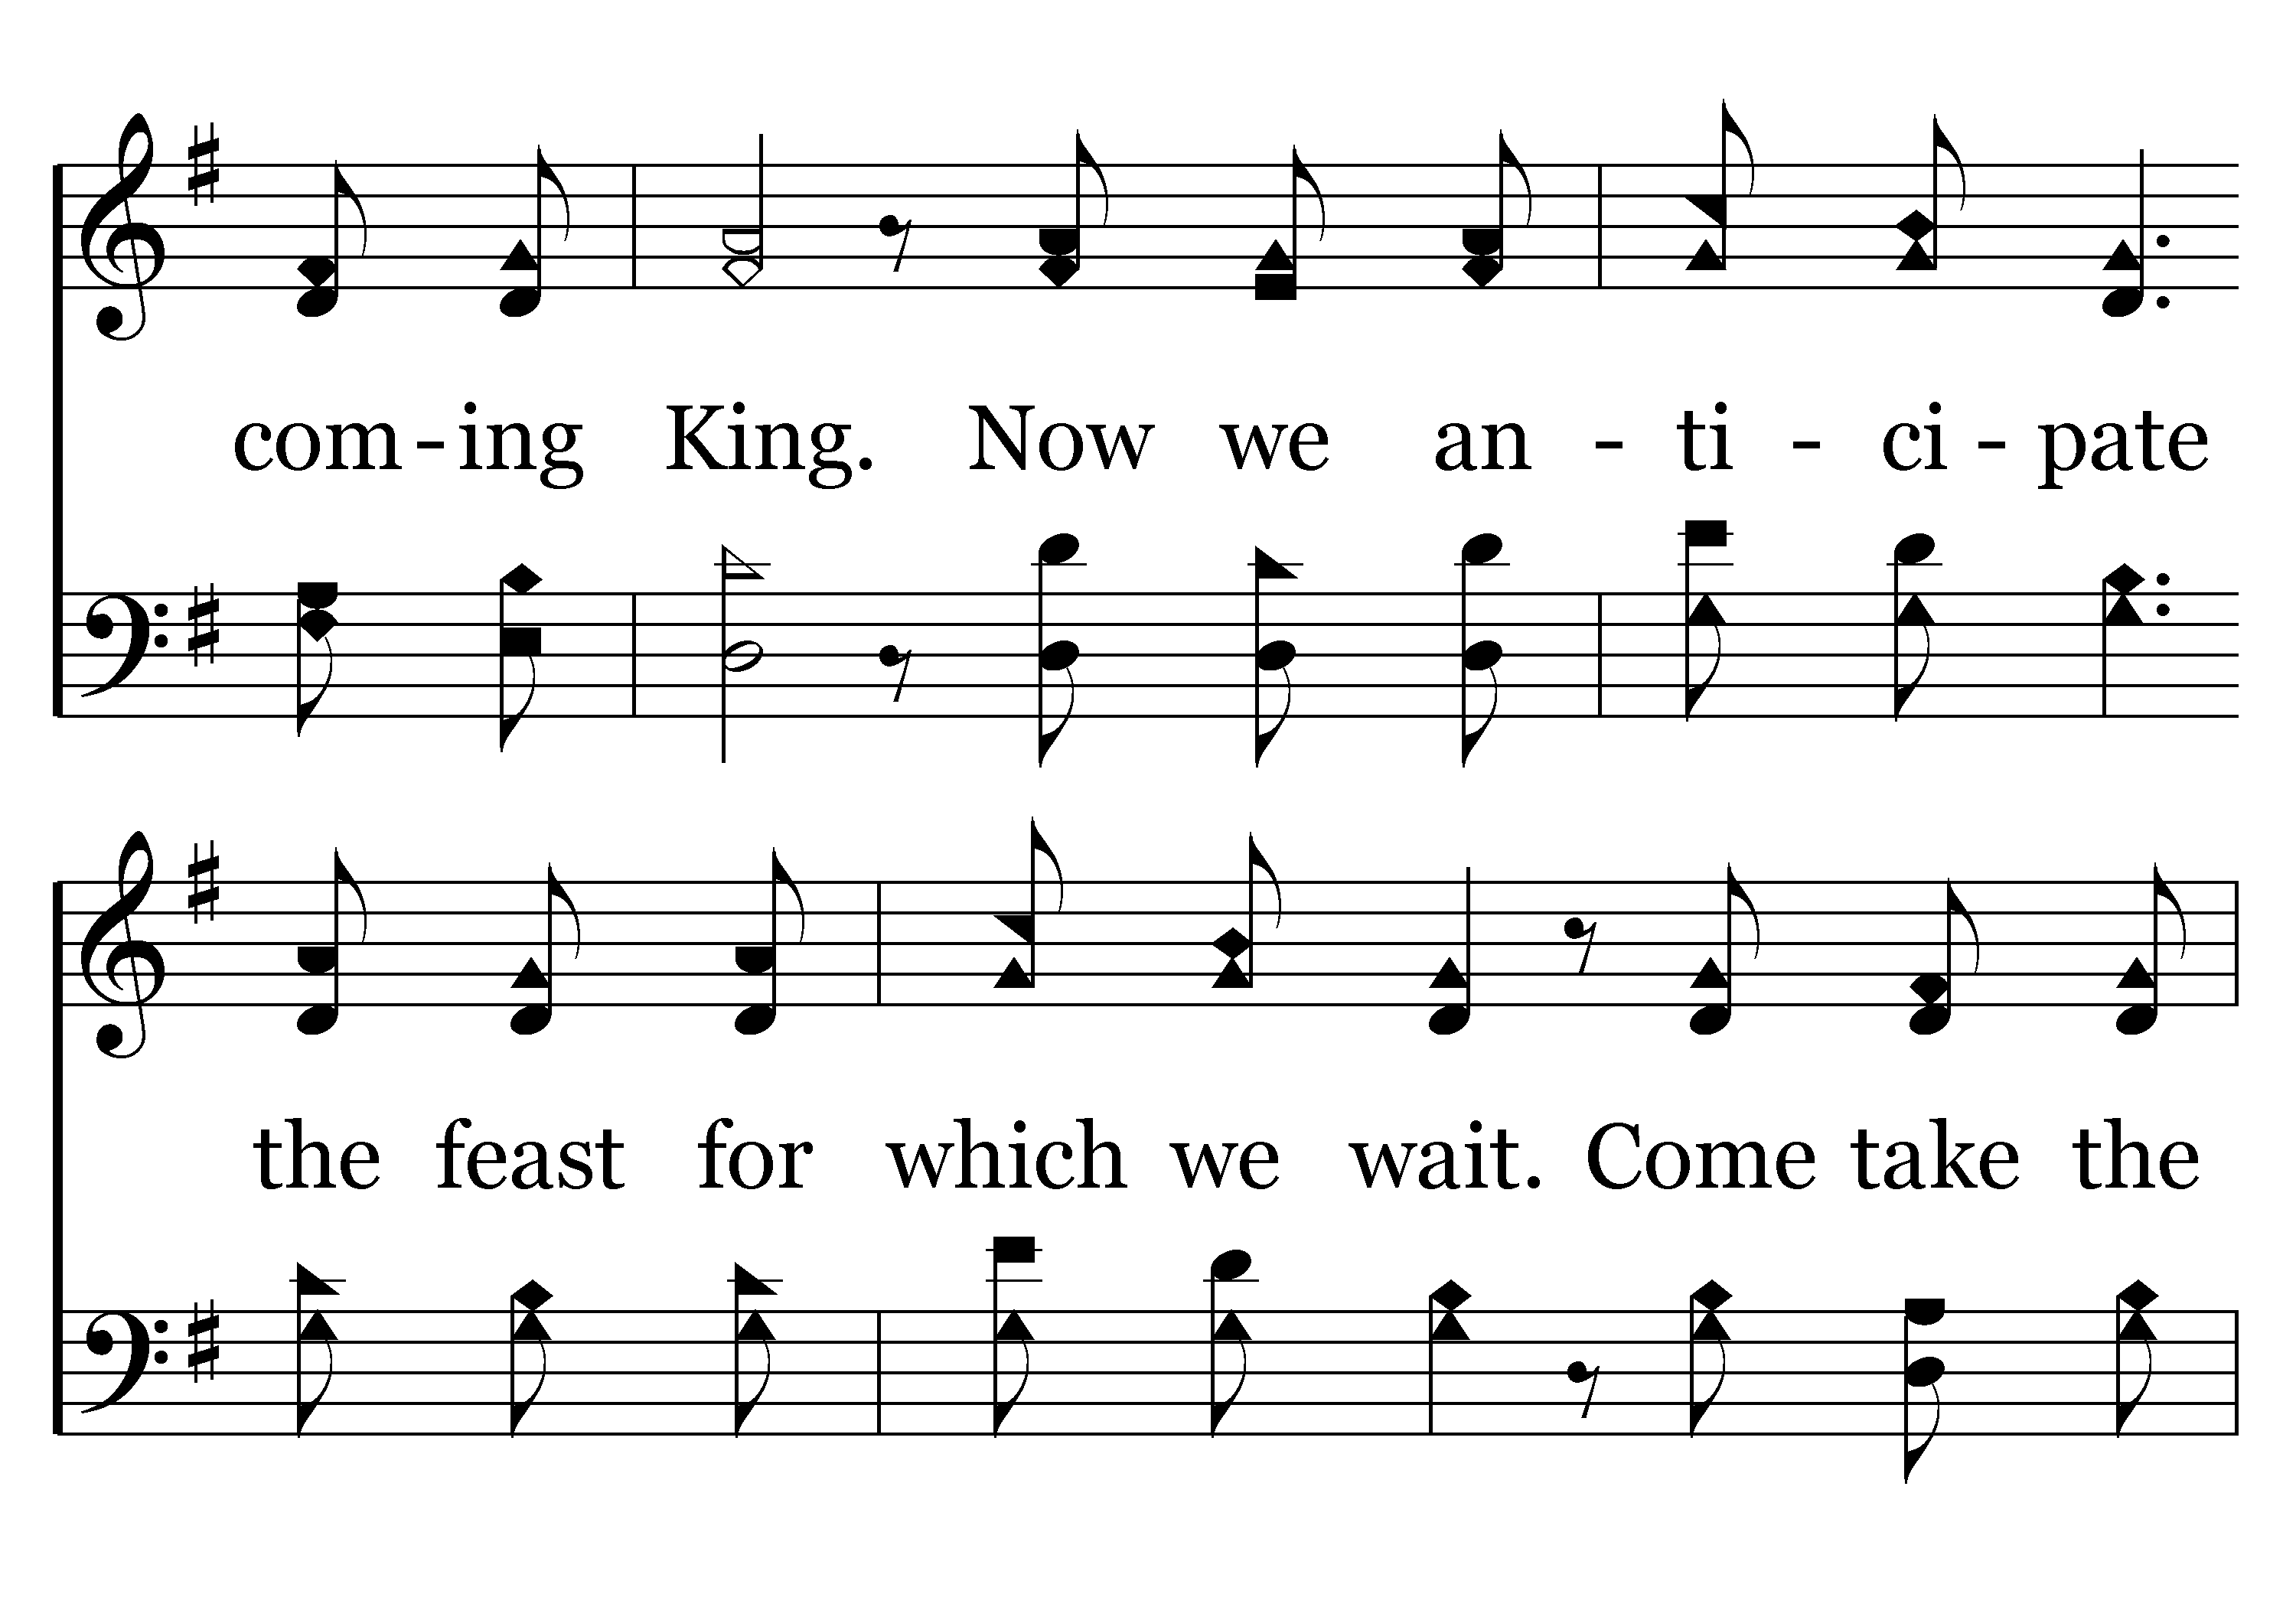 com - ing King. Now we an - ti - ci - pate
the feast for which we wait. Come take the